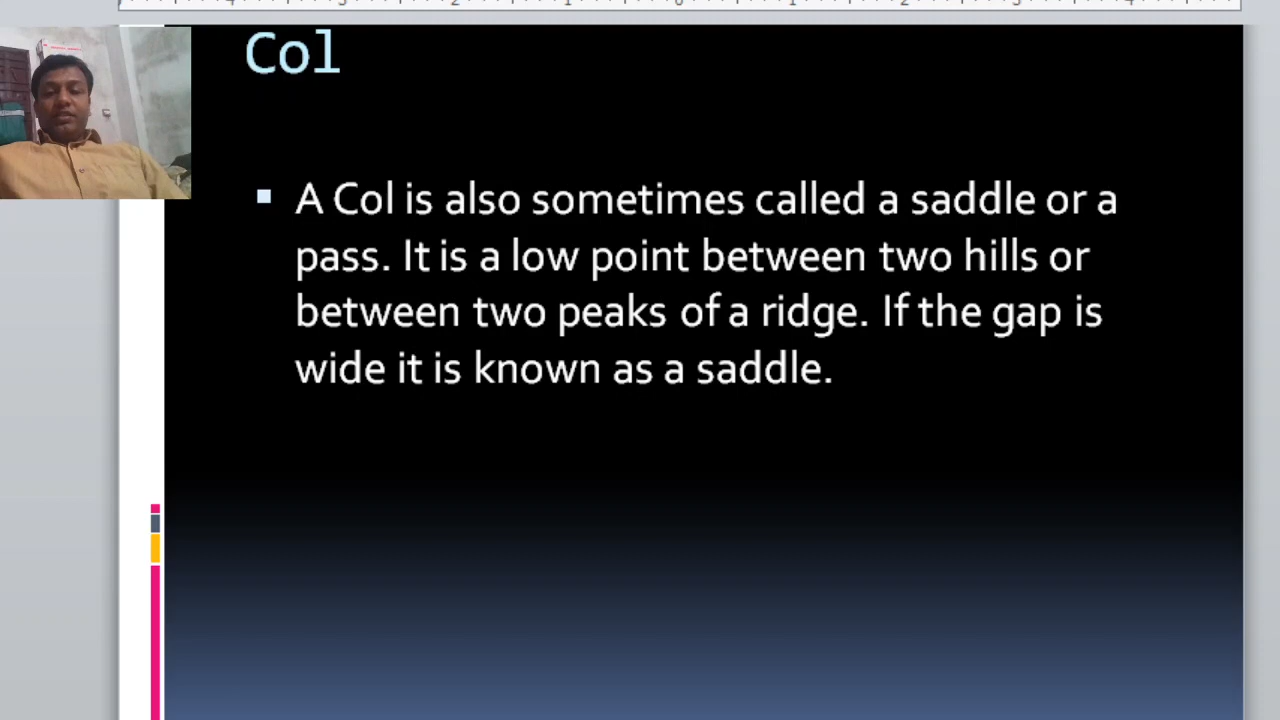 Col
▪ A Col is also sometimes called a saddle or a
pass. It is a low point between two hills or
between two peaks of a ridge. If the gap is
wide it is known as a saddle.